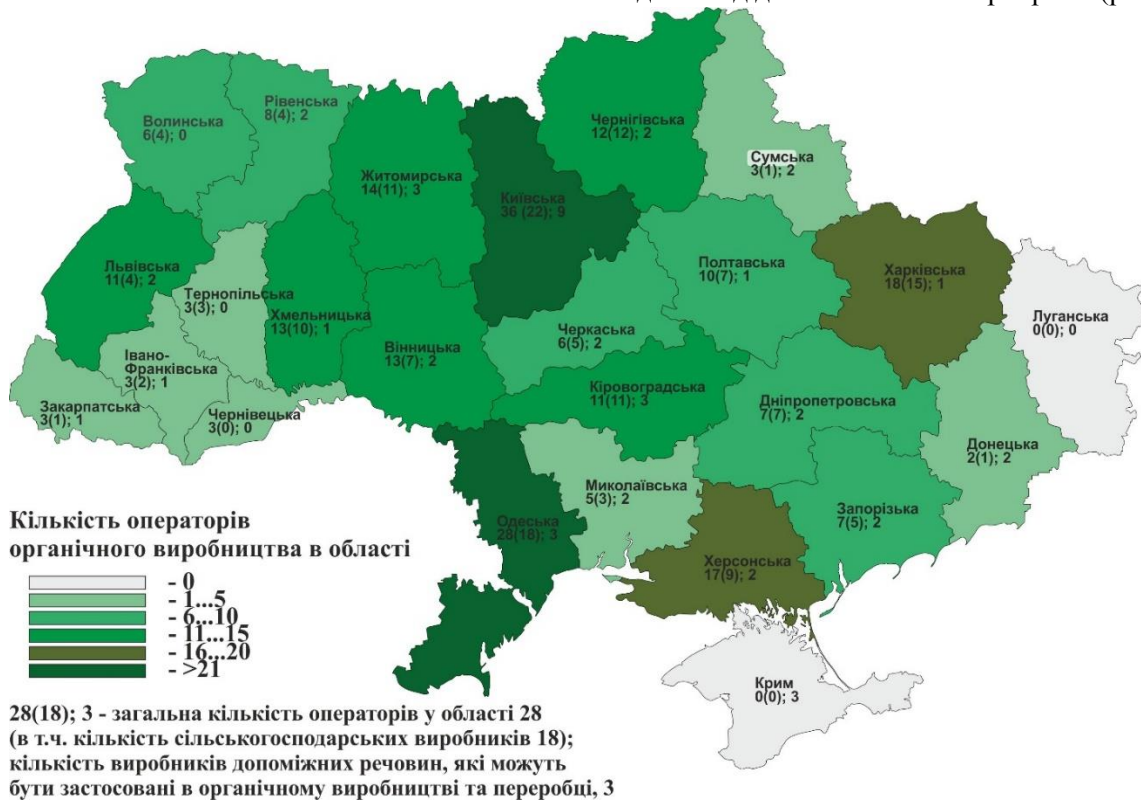 Волинська
6(4); 0
Рівенська
8(4); 2
Житомирська
14(11); 3
Київська
36 (22); 9
Чернігівська
12(12); 2
Сумська
3(1); 2
Львівська
11(4); 2
Тернопільська
3(3); 0
Хмельницька
13(10); 1
Вінницька
13(7); 2
Черкаська
6(5); 2
Полтавська
10(7); 1
Харківська
18(15); 1
Луганська
0(0); 0
Івано-
Франківська
3(2); 1
Закарпатська
3(1); 1
Чернівецька
3(0); 0
Кіровоградська
11(11); 3
Дніпропетровська
7(7); 2
Донецька
2(1); 2
Одеська
28(18); 3
Миколаївська
5(3); 2
Херсонська
17(9); 2
Запорізька
7(5); 2
Крим
0(0); 3
Кількість операторів
органічного виробництва в області
- 0
- 1...5
- 6...10
- 11...15
- 16...20
- >21
28(18); 3 - загальна кількість операторів у області 28
(в т.ч. кількість сільськогосподарських виробників 18);
кількість виробників допоміжних речовин, які можуть
бути застосовані в органічному виробництві та переробці, 3